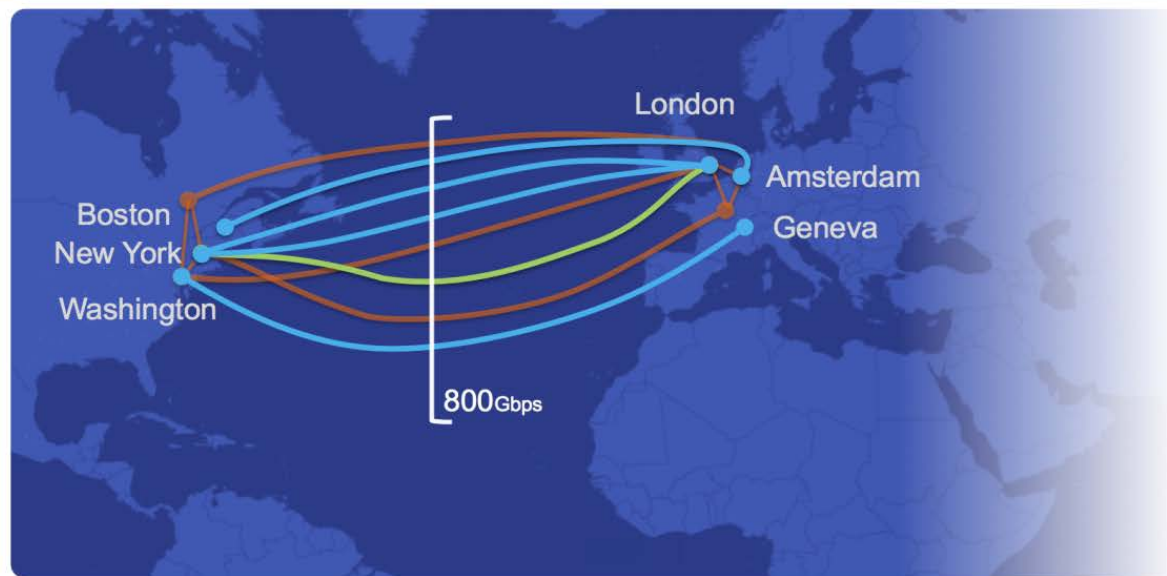 London
Amsterdam
Boston
Geneva
New York
Washington
800Gbps